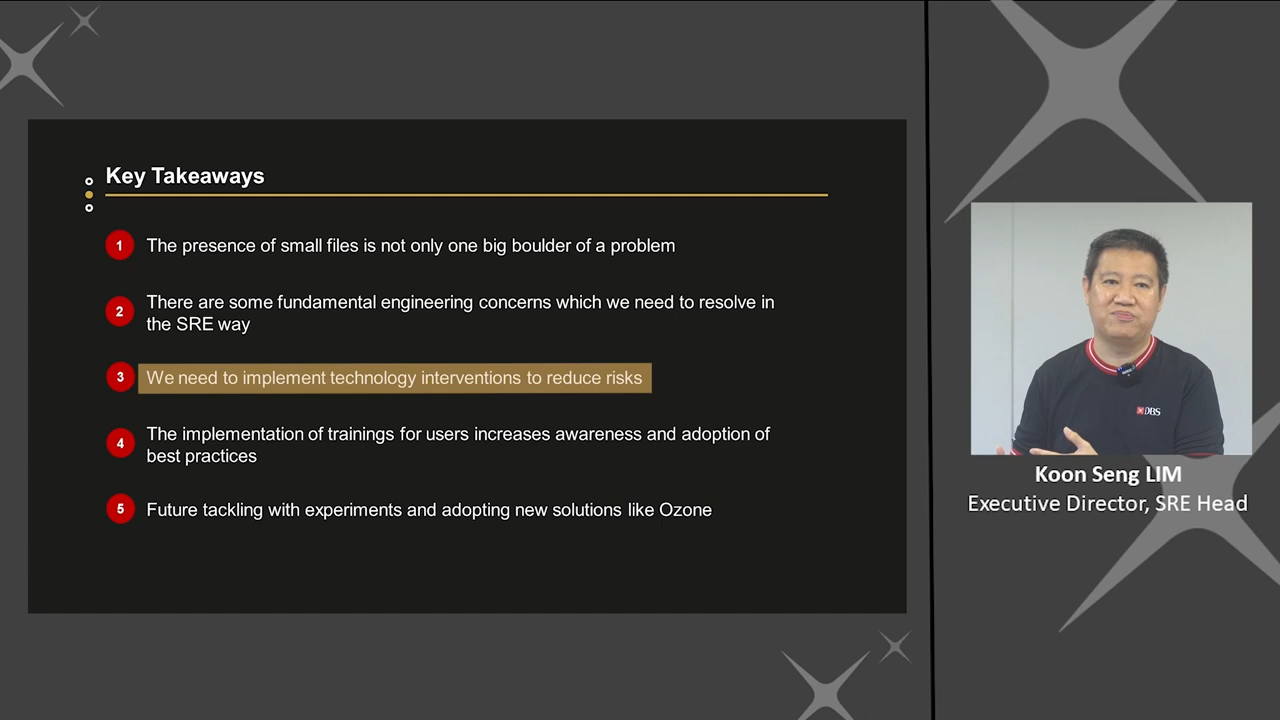 Key Takeaways
1
The presence of small files is not only one big boulder of a problem
2
There are some fundamental engineering concerns which we need to resolve in
the SRE way
3
We need to implement technology interventions to reduce risks
4
The implementation of trainings for users increases awareness and adoption of
best practices
5
Future tackling with experiments and adopting new solutions like Ozone
DBS
Koon Seng LIM
Executive Director, SRE Head